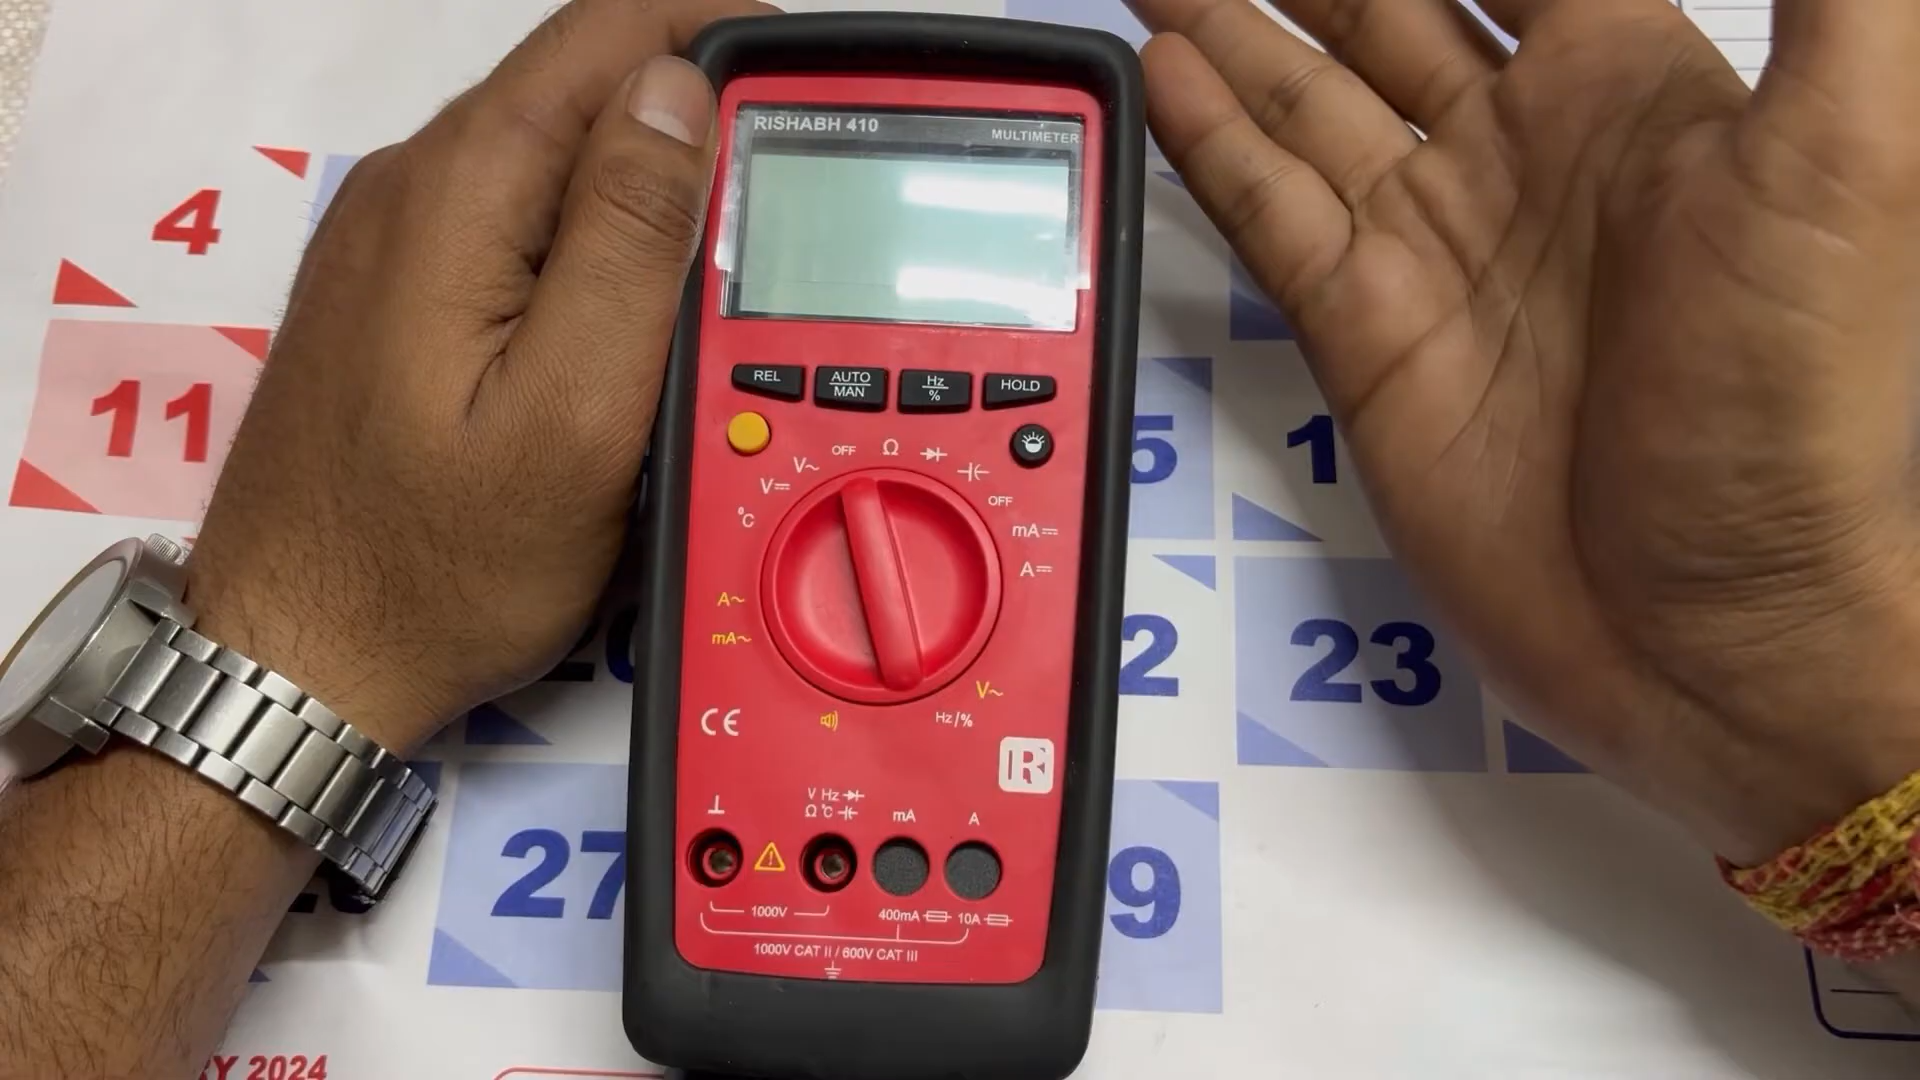 RISHABH 410
MULTIMETER
4
11
REL
AUTO
MAN
Hz
%
HOLD
OFF
Ω
V~
V⎓
°C
OFF
mA⎓
A⎓
A~
mA~
V~
Hz/%
CE
R
5
1
2
23
27
9
V Hz
Ω °C
mA
A
1000V
400mA
10A
1000V CAT II / 600V CAT III
RY 2024